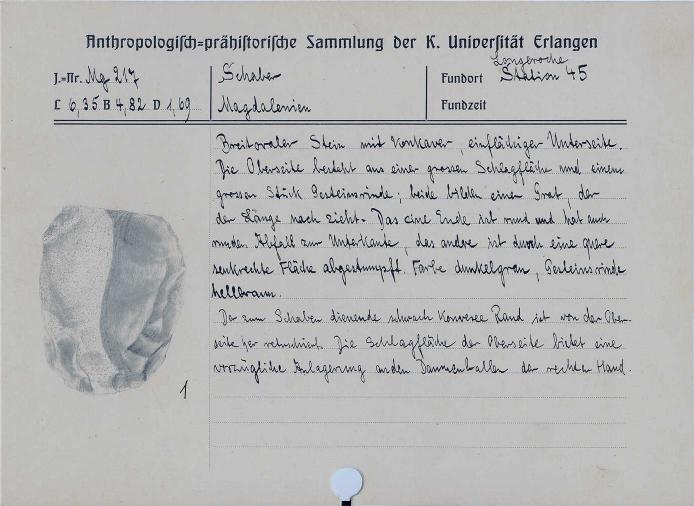 Anthropologisch=prähistorische Sammlung der K. Universität Erlangen
J.=Nr. Mg 217
Schaber
Fundort Longeroche
Station 45
L 6,35 B 4,82 D 1,69
Magdalenien
Fundzeit
Breitovaler Stein mit konkaver, einflächiger Unterseite.
Die Oberseite besteht aus einer grossen Schlagfläche und einem
grossen Stück Gesteinsrinde; beide bilden einen Grat, der
der Länge nach zieht. Das eine Ende ist rund und hat auch
runden Abfall zur Unterkante, das andre ist durch eine quere
senkrechte Fläche abgestumpft. Farbe dunkelgrau, Gesteinsrinde
hellbraun.
Der zum Schaben dienende schwach konvexe Rand ist von der Ober-
seite her retuschiert. Die Schlagfläche der Oberseite bietet eine
vorzügliche Anlagerung an den Daumenballen der rechten Hand.
1